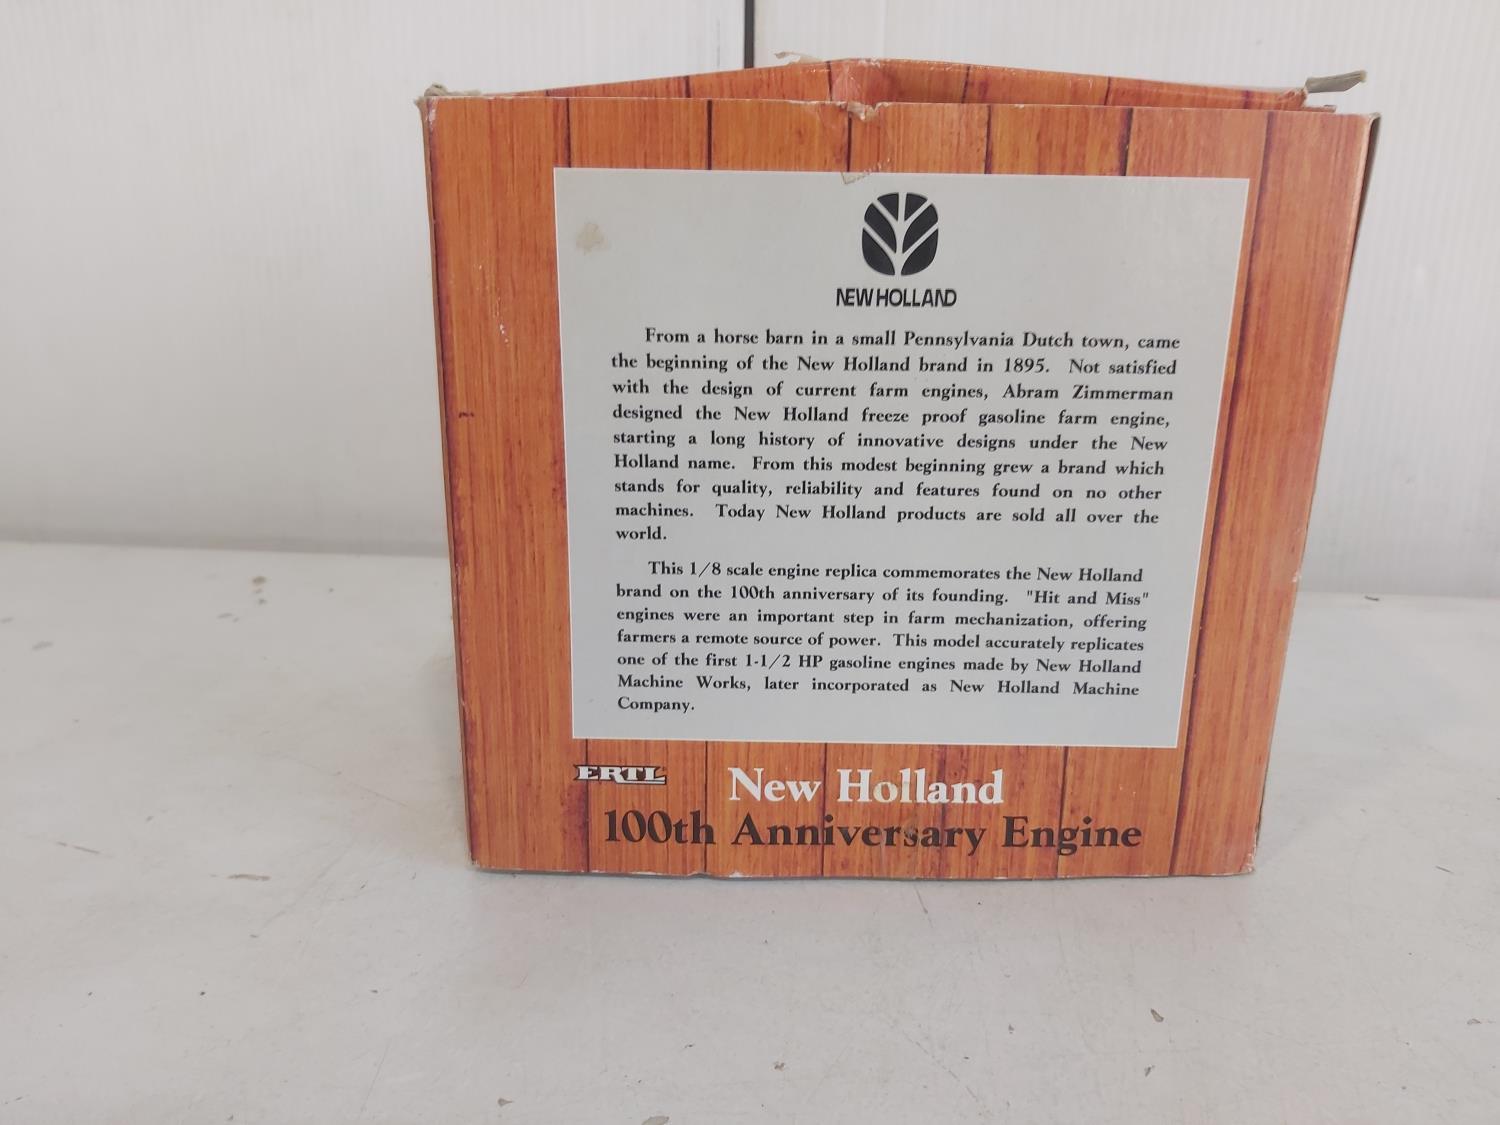 NEW HOLLAND
From a horse barn in a small Pennsylvania Dutch town, came
the beginning of the New Holland brand in 1895. Not satisfied
with the design of current farm engines, Abram Zimmerman
designed the New Holland freeze proof gasoline farm engine,
starting a long history of innovative designs under the New
Holland name. From this modest beginning grew a brand which
stands for quality, reliability and features found on no other
machines. Today New Holland products are sold all over the
world.
This 1/8 scale engine replica commemorates the New Holland
brand on the 100th anniversary of its founding. "Hit and Miss"
engines were an important step in farm mechanization, offering
farmers a remote source of power. This model accurately replicates
one of the first 1-1/2 HP gasoline engines made by New Holland
Machine Works, later incorporated as New Holland Machine
Company.
ERTL New Holland
100th Anniversary Engine